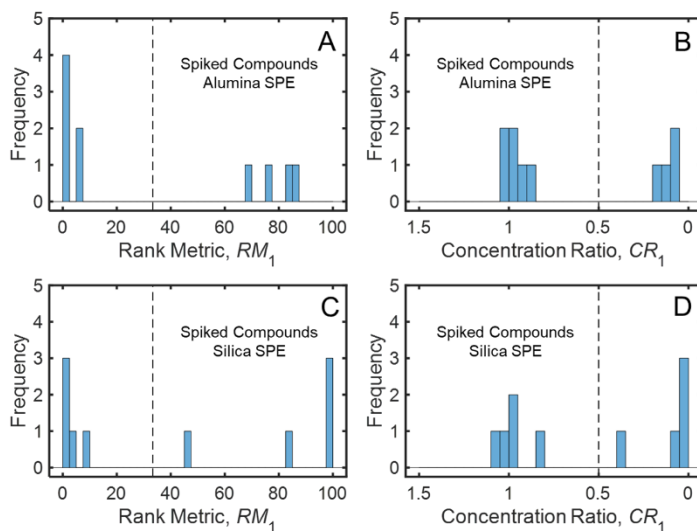 5
4
3
2
1
0
Frequency
A
Spiked Compounds
Alumina SPE
0 20 40 60 80 100
Rank Metric, RM1
5
4
3
2
1
0
Frequency
B
Spiked Compounds
Alumina SPE
1.5 1 0.5 0
Concentration Ratio, CR1
5
4
3
2
1
0
Frequency
C
Spiked Compounds
Silica SPE
0 20 40 60 80 100
Rank Metric, RM1
5
4
3
2
1
0
Frequency
D
Spiked Compounds
Silica SPE
1.5 1 0.5 0
Concentration Ratio, CR1